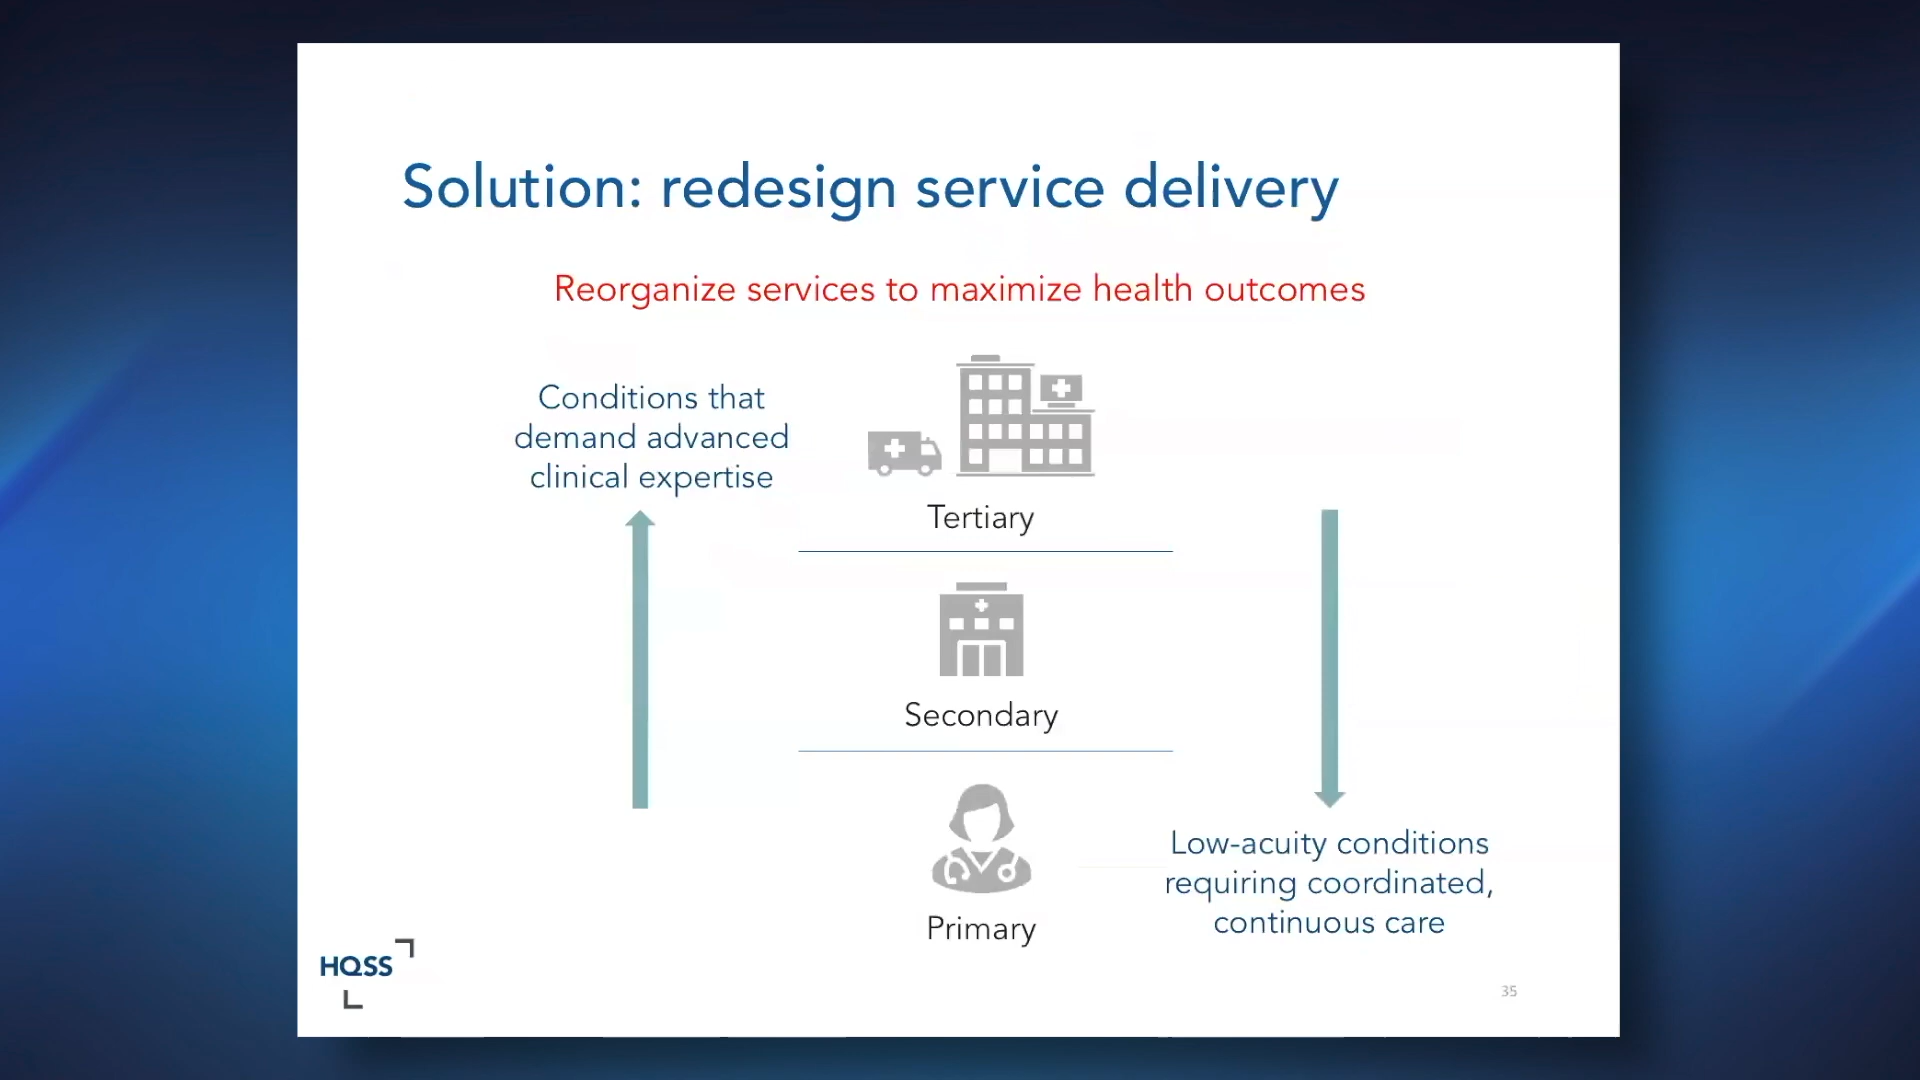 Solution: redesign service delivery
Reorganize services to maximize health outcomes
Conditions that
demand advanced
clinical expertise
Tertiary
Secondary
Primary
Low-acuity conditions
requiring coordinated,
continuous care
HQSS
35